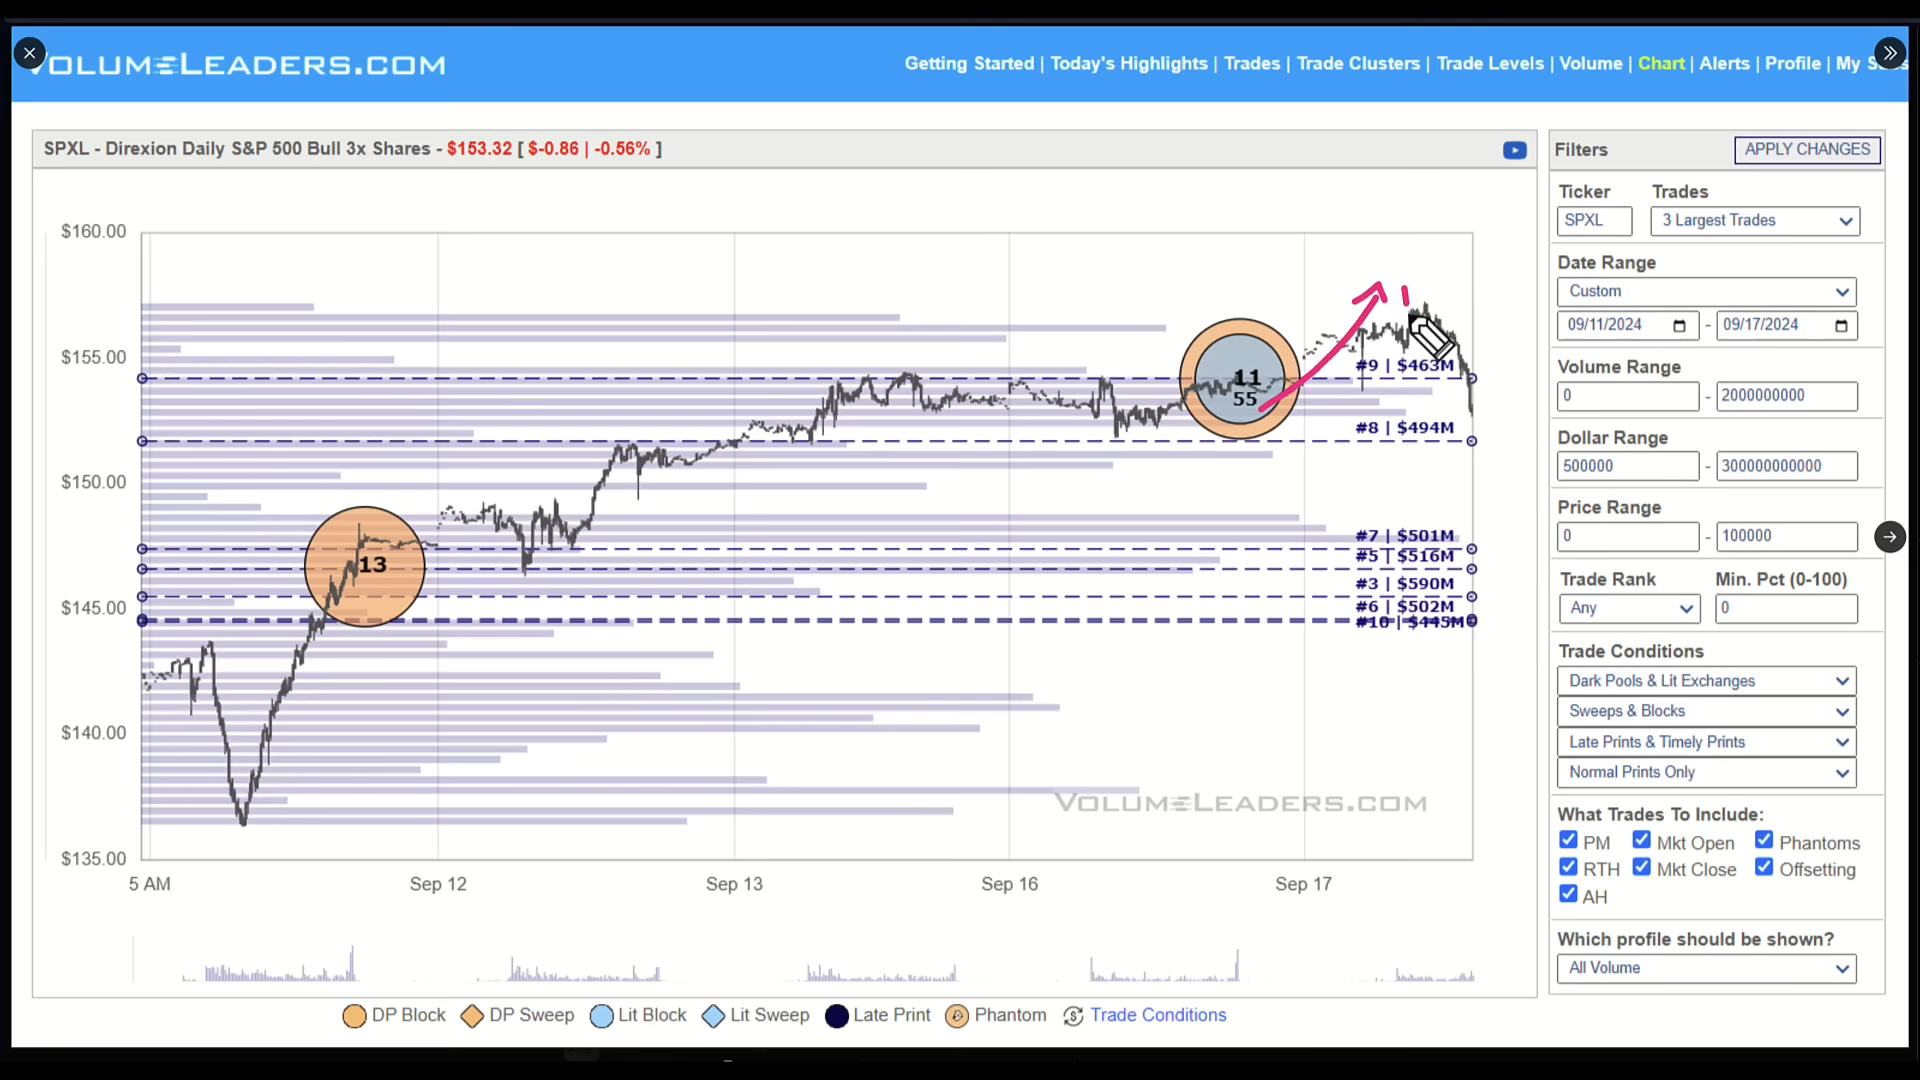 VOLUMELEADERS.COM
Getting Started | Today's Highlights | Trades | Trade Clusters | Trade Levels | Volume | Chart | Alerts | Profile | My
SPXL - Direxion Daily S&P 500 Bull 3x Shares - $153.32 [ $-0.86 | -0.56% ]
Filters
APPLY CHANGES
Ticker
Trades
SPXL
3 Largest Trades
Date Range
Custom
09/11/2024 - 09/17/2024
Volume Range
0 - 2000000000
Dollar Range
500000 - 300000000000
Price Range
0 - 100000
Trade Rank
Min. Pct (0-100)
Any
0
Trade Conditions
Dark Pools & Lit Exchanges
Sweeps & Blocks
Late Prints & Timely Prints
Normal Prints Only
What Trades To Include:
PM
Mkt Open
Phantoms
RTH
Mkt Close
Offsetting
AH
Which profile should be shown?
All Volume
$160.00
$155.00
$150.00
$145.00
$140.00
$135.00
#9 | $463M
11
55
#8 | $494M
#7 | $501M
#5 | $516M
13
#3 | $590M
#6 | $502M
#10 | $445M
VOLUMELEADERS.COM
5 AM
Sep 12
Sep 13
Sep 16
Sep 17
DP Block
DP Sweep
Lit Block
Lit Sweep
Late Print
Phantom
Trade Conditions